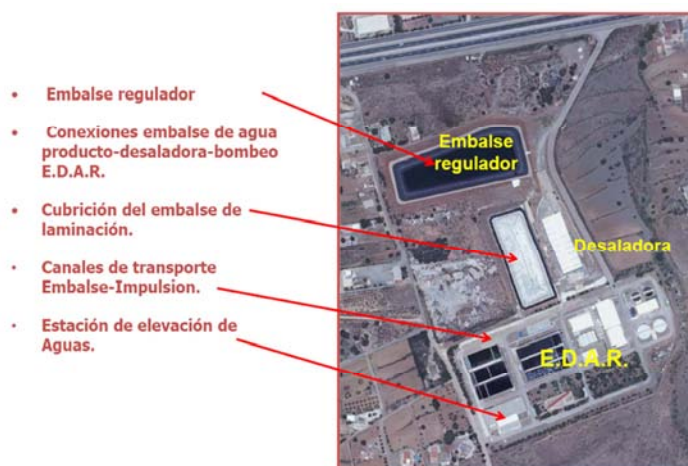 Embalse regulador
Conexiones embalse de agua
producto-desaladora-bombeo
E.D.A.R.
Cubrición del embalse de
laminación.
Canales de transporte
Embalse-Impulsion.
Estación de elevación de
Aguas.
Embalse
regulador
Desaladora
E.D.A.R.